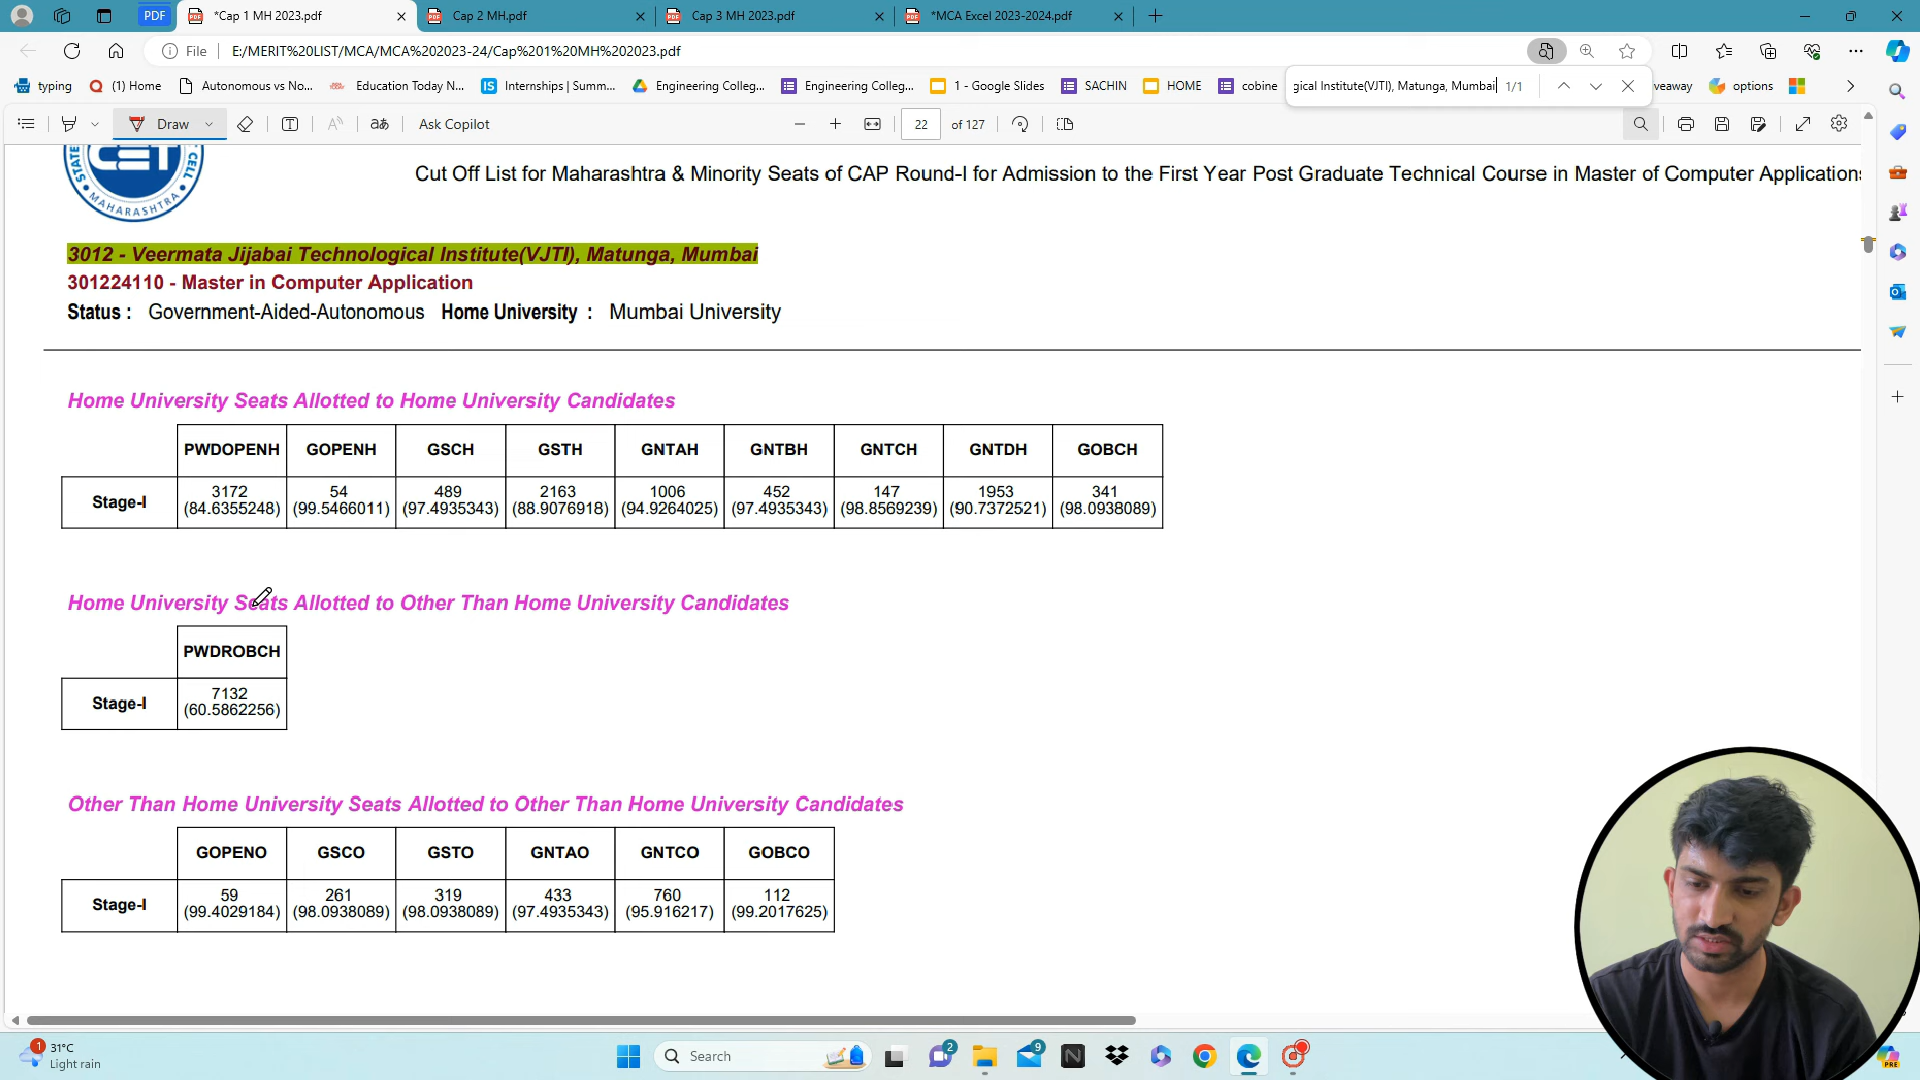 PDF
*Cap 1 MH 2023.pdf
Cap 2 MH.pdf
Cap 3 MH 2023.pdf
*MCA Excel 2023-2024.pdf
File
E:/MERIT%20LIST/MCA/MCA%202023-24/Cap%201%20MH%202023.pdf
typing
(1) Home
Autonomous vs No...
Education Today N...
Internships | Summ...
Engineering Colleg...
Engineering Colleg...
1 - Google Slides
SACHIN
HOME
cobine
gical Institute(VJTI), Matunga, Mumbai
1/1
veaway
options
Draw
Ask Copilot
22
of 127
MAHARASHTRA
Cut Off List for Maharashtra & Minority Seats of CAP Round-I for Admission to the First Year Post Graduate Technical Course in Master of Computer Applications
3012 - Veermata Jijabai Technological Institute(VJTI), Matunga, Mumbai
301224110 - Master in Computer Application
Status : Government-Aided-Autonomous Home University : Mumbai University
Home University Seats Allotted to Home University Candidates
PWDOPENH GOPENH GSCH GSTH GNTAH GNTBH GNTCH GNTDH GOBCH
Stage-I
3172 54 489 2163 1006 452 147 1953 341
(84.6355248) (99.5466011) (97.4935343) (88.9076918) (94.9264025) (97.4935343) (98.8569239) (90.7372521) (98.0938089)
Home University Seats Allotted to Other Than Home University Candidates
PWDROBCH
Stage-I
7132
(60.5862256)
Other Than Home University Seats Allotted to Other Than Home University Candidates
GOPENO GSCO GSTO GNTAO GNTCO GOBCO
Stage-I
59 261 319 433 760 112
(99.4029184) (98.0938089) (98.0938089) (97.4935343) (95.916217) (99.2017625)
1
31°C
Light rain
Search
2
9
PRE